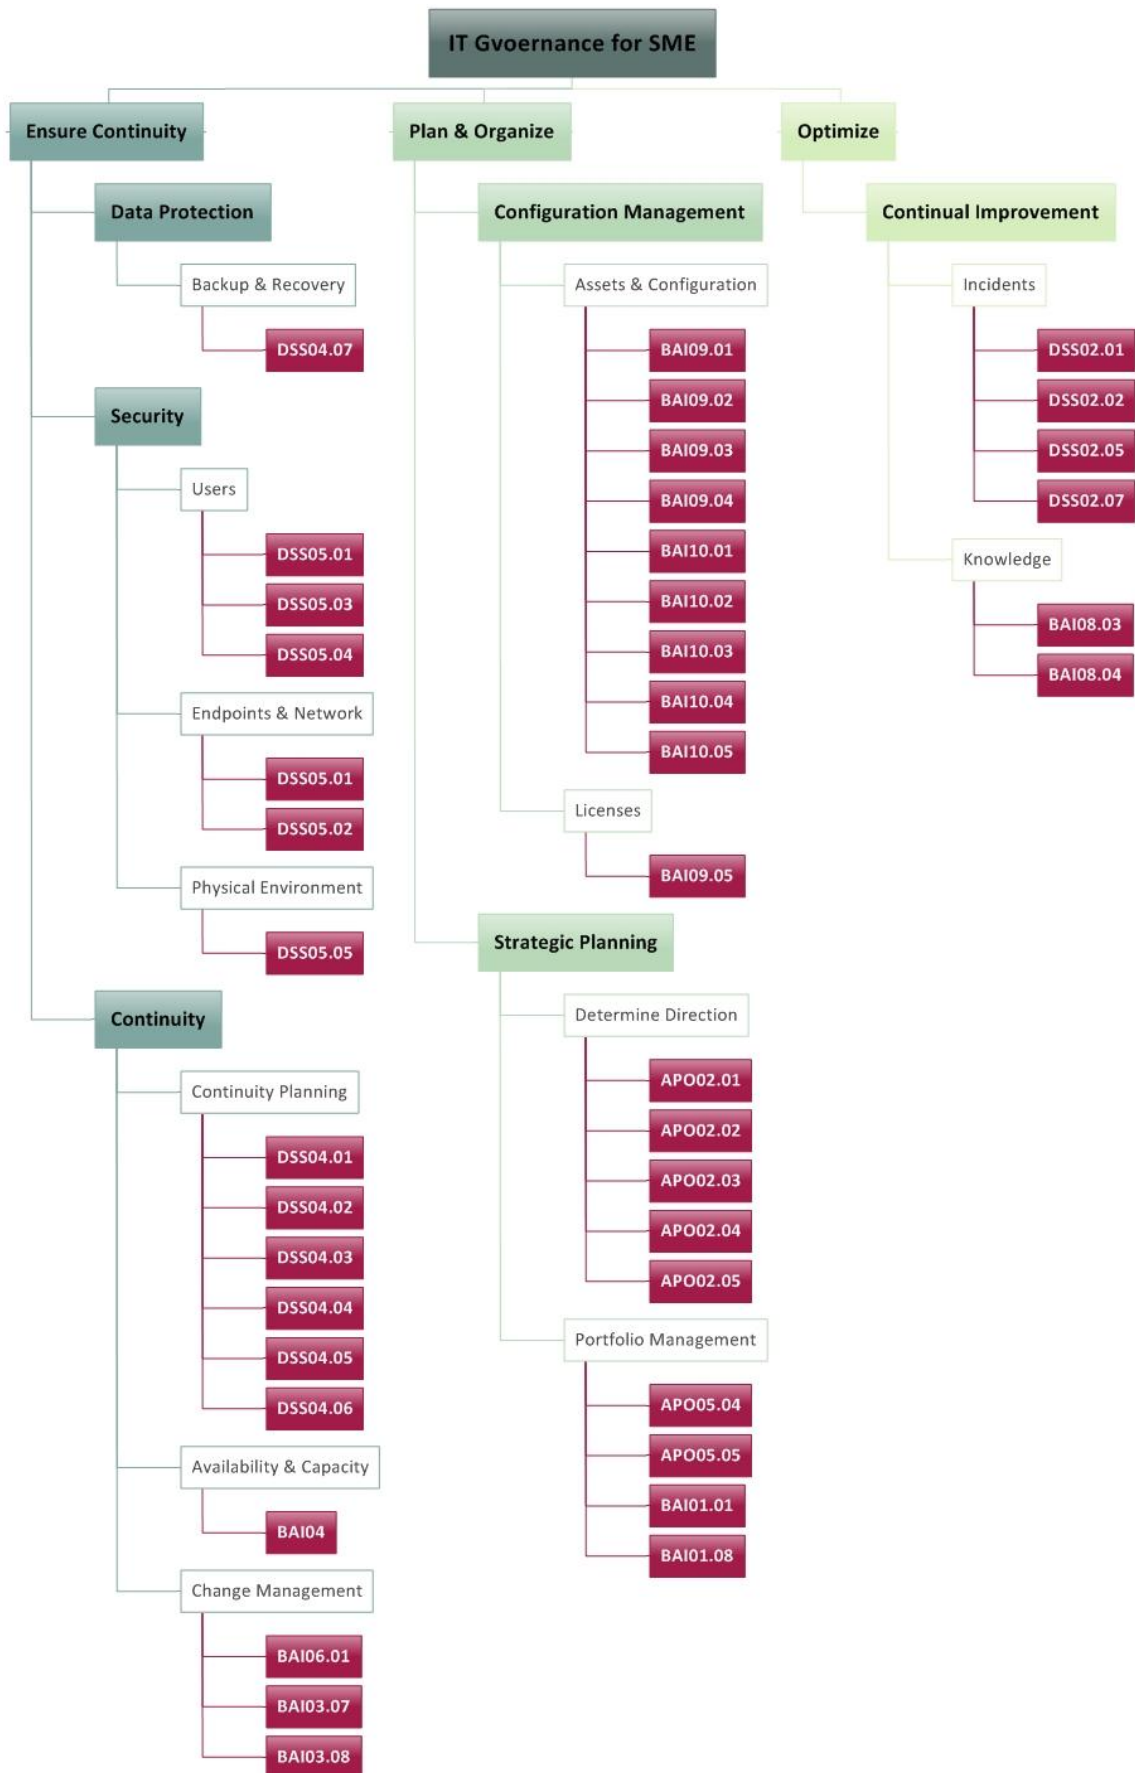 IT Gvoernance for SME
Ensure Continuity
Data Protection
Backup & Recovery
DSS04.07
Security
Users
DSS05.01
DSS05.03
DSS05.04
Endpoints & Network
DSS05.01
DSS05.02
Physical Environment
DSS05.05
Continuity
Continuity Planning
DSS04.01
DSS04.02
DSS04.03
DSS04.04
DSS04.05
DSS04.06
Availability & Capacity
BAI04
Change Management
BAI06.01
BAI03.07
BAI03.08
Plan & Organize
Configuration Management
Assets & Configuration
BAI09.01
BAI09.02
BAI09.03
BAI09.04
BAI10.01
BAI10.02
BAI10.03
BAI10.04
BAI10.05
Licenses
BAI09.05
Strategic Planning
Determine Direction
APO02.01
APO02.02
APO02.03
APO02.04
APO02.05
Portfolio Management
APO05.04
APO05.05
BAI01.01
BAI01.08
Optimize
Continual Improvement
Incidents
DSS02.01
DSS02.02
DSS02.05
DSS02.07
Knowledge
BAI08.03
BAI08.04